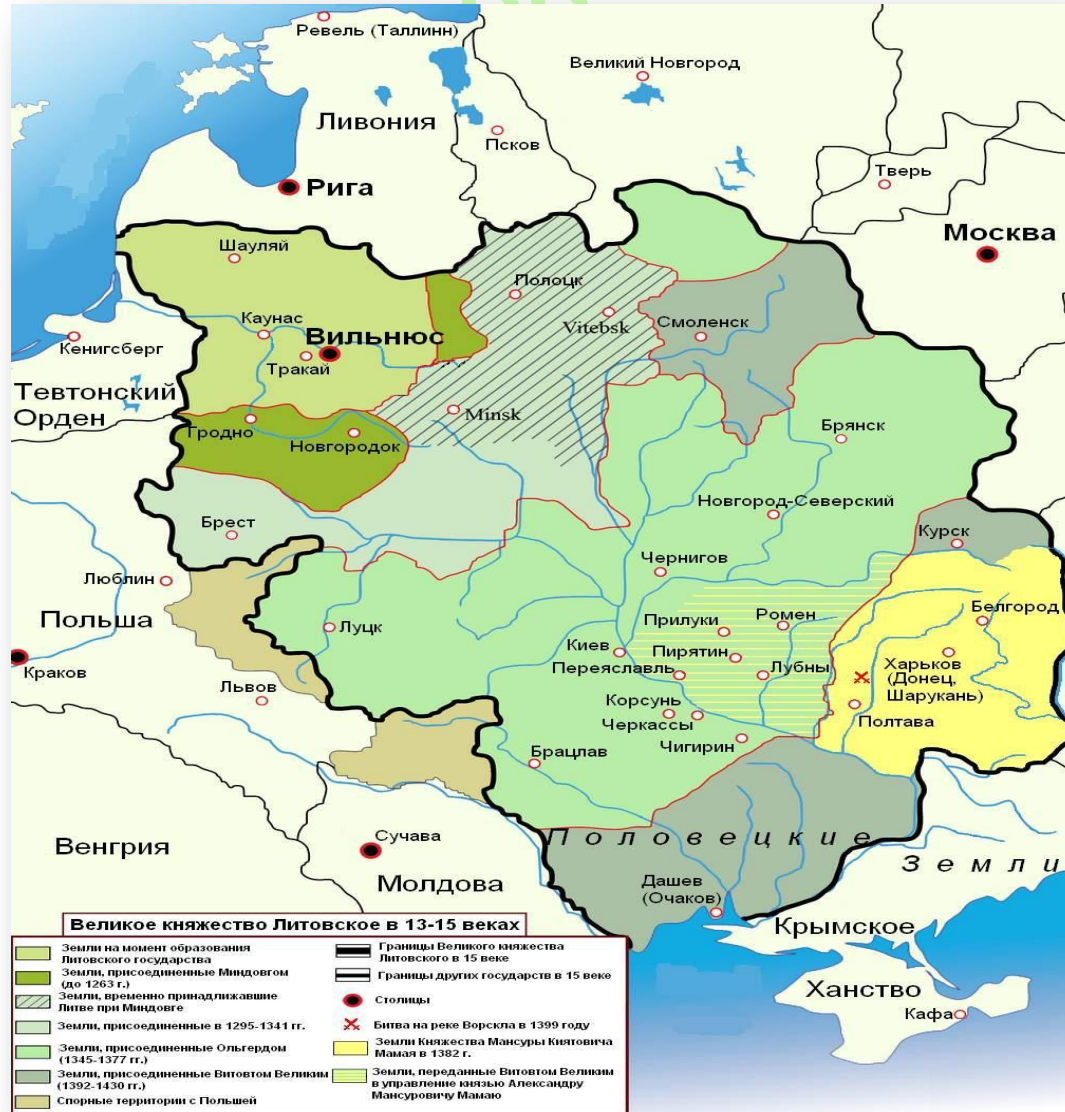 Ревель (Таллинн)
Великий Новгород
Ливония
Псков
Тверь
Рига
Москва
Шауляй
Полоцк
Каунас
Вильнюс
Vitebsk
Смоленск
Кенигсберг
Тракай
Тевтонский
Орден
Minsk
Гродно
Новгородок
Брянск
Новгород-Северский
Брест
Курск
Чернигов
Люблин
Польша
Луцк
Прилуки
Ромен
Белгород
Киев
Пирятин
Переяславль
Лубны
Харьков
(Донец,
Шарукань)
Краков
Львов
Корсунь
Черкассы
Полтава
Чигирин
Брацлав
Половецкие
Земли
Венгрия
Сучава
Молдова
Дашев
(Очаков)
Крымское
Ханство
Кафа
Великое княжество Литовское в 13-15 веках
Земли на момент образования
Литовского государства
Земли, присоединенные Миндовгом
(до 1263 г.)
Земли, временно принадлижавшие
Литве при Миндовге
Земли, присоединенные в 1295-1341 гг.
Земли, присоединенные Ольгердом
(1345-1377 гг.)
Земли, присоединенные Витовтом Великим
(1392-1430 гг.)
Спорные территории с Польшей
Границы Великого княжества
Литовского в 15 веке
Границы других государств в 15 веке
Столицы
Битва на реке Ворскла в 1399 году
Земли Княжества Мансуры Киятовича
Мамая в 1382 г.
Земли, переданные Витовтом Великим
в управление князью Александру
Мансуровичу Мамаю